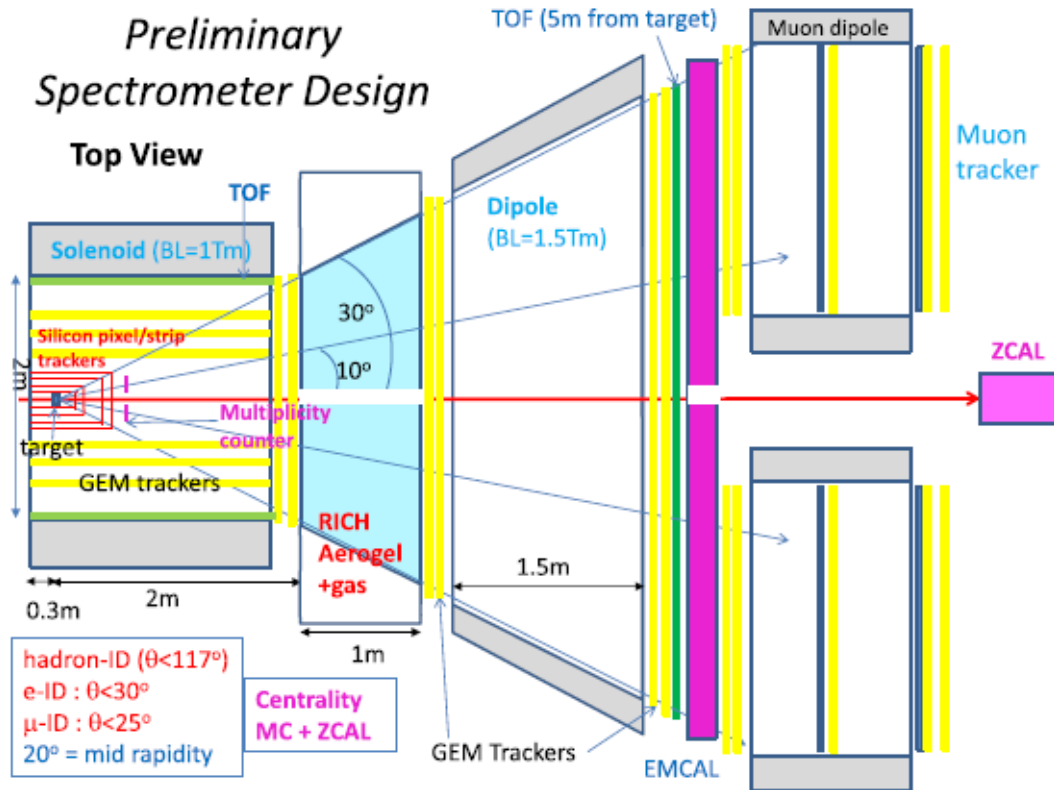 Preliminary
Spectrometer Design
Top View
TOF (5m from target)
Muon dipole
Muon
tracker
TOF
Solenoid (BL=1Tm)
Dipole
(BL=1.5Tm)
30°
10°
Silicon pixel/strip
trackers
2m
ZCAL
target
Multiplicity
counter
GEM trackers
RICH
Aerogel
+gas
1.5m
0.3m
2m
1m
hadron-ID (θ<117°)
e-ID : θ<30°
μ-ID : θ<25°
20° = mid rapidity
Centrality
MC + ZCAL
GEM Trackers
EMCAL